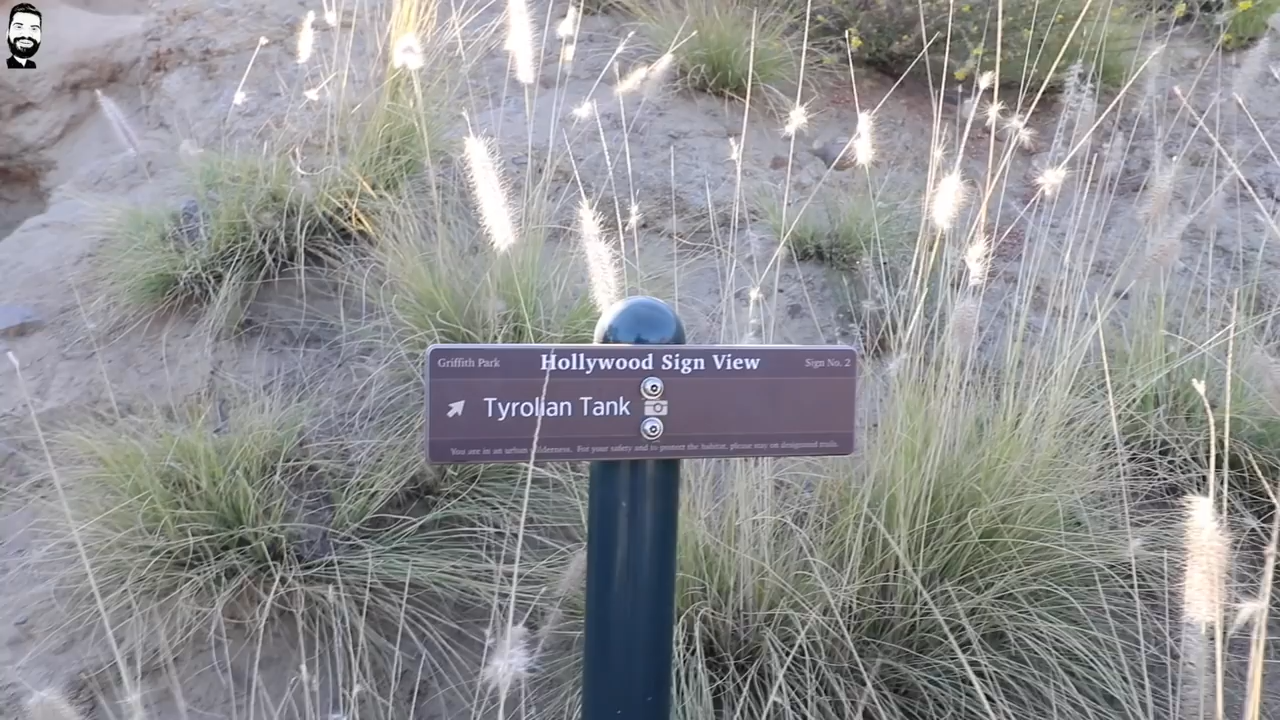 Griffith Park Hollywood Sign View Sign No. 2
Tyrolian Tank
You are in an urban wilderness. For your safety and to protect the habitat, please stay on designated trails.